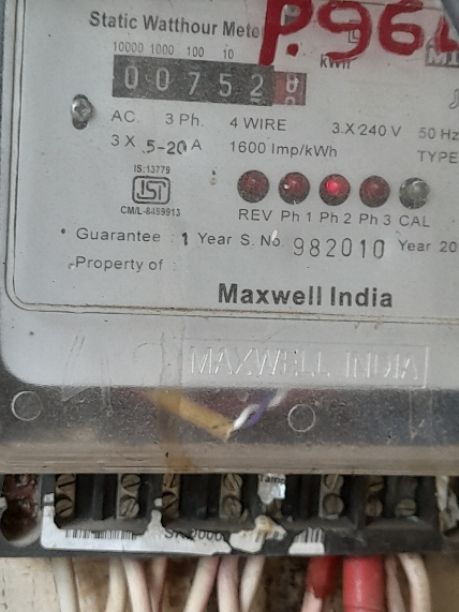 Static Watthour Mete
P.96
10000 1000 100 10
kWh
0 0 7 5 2
AC. 3 Ph. 4 WIRE 3.X 240 V 50 Hz
3 X 5-20 A 1600 Imp/kWh TYPE
IS:13779
ISI
CM/L-8459913
REV Ph 1 Ph 2 Ph 3 CAL
Guarantee : 1 Year S. No. 982010 Year 20
Property of
Maxwell India
MAXWELL INDIA